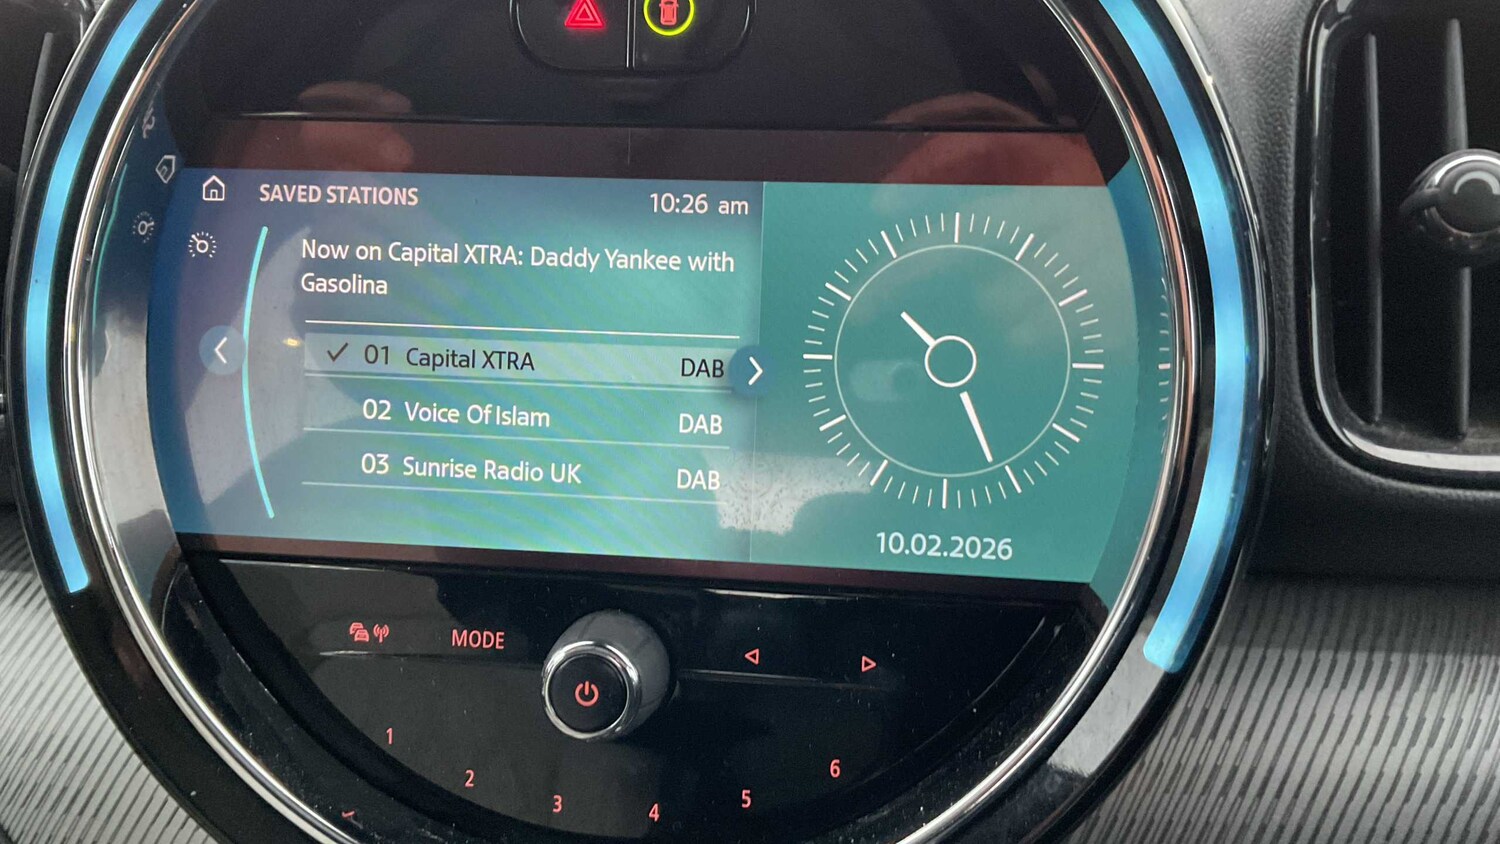 SAVED STATIONS
10:26 am
Now on Capital XTRA: Daddy Yankee with
Gasolina
01 Capital XTRA DAB
02 Voice Of Islam DAB
03 Sunrise Radio UK DAB
10.02.2026
MODE
1
2
3
4
5
6